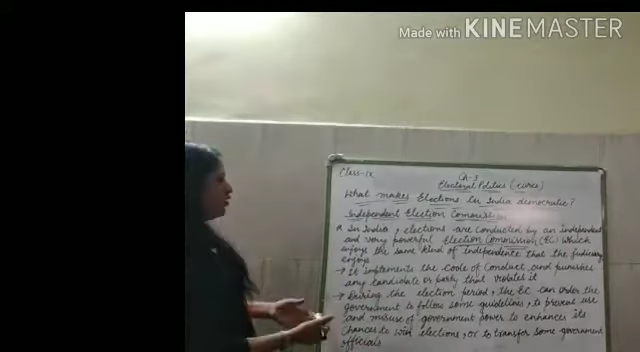 Made with KINEMASTER
Class-ix
Ch-3
Electoral Politics (civics)
What makes Elections in India democratic?
Independent Election Commiss
In India, elections are conducted by an independent
and very powerful Election Commission (EC) which
enjoys the same kind of independence that the judiciary
enjoys
→ It implements the Code of Conduct and punishes
any candidate or party that violates it
→ During the election period, the EC can order the
government to follow some guidelines, to prevent use
and misuse of government power to enhances its
chances to win elections, or to transfer some government
officials